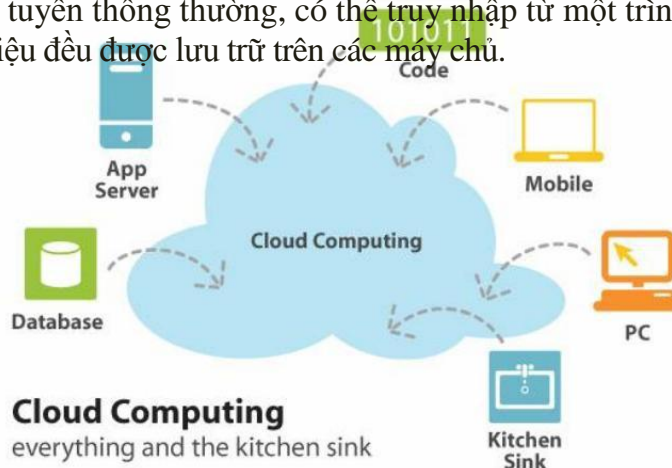 tuyến thông thường, có thể truy nhập từ một trìn
iệu đều được lưu trữ trên các máy chủ.
101011
Code
App
Server
Mobile
Cloud Computing
Database
PC
Cloud Computing
everything and the kitchen sink
Kitchen
Sink